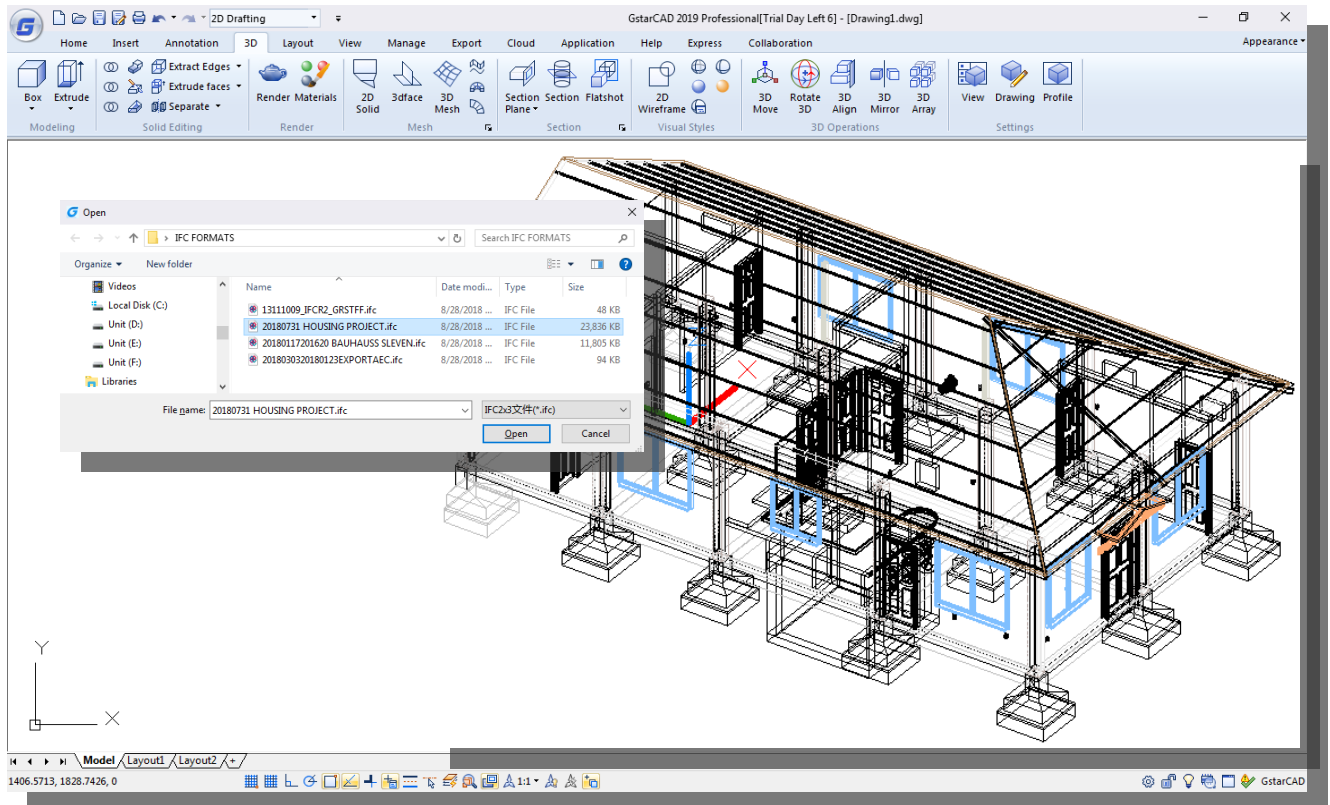 2D Drafting
GstarCAD 2019 Professional[Trial Day Left 6] - [Drawing1.dwg]
Home Insert Annotation 3D Layout View Manage Export Cloud Application Help Express Collaboration Appearance
Box Extrude Extract Edges Extrude faces Separate Render Materials 2D Solid 3dface 3D Mesh Section Plane Section Flatshot 2D Wireframe 3D Move Rotate 3D 3D Align 3D Mirror 3D Array View Drawing Profile
Modeling Solid Editing Render Mesh Section Visual Styles 3D Operations Settings
Open
IFC FORMATS Search IFC FORMATS
Organize New folder
Videos
Local Disk (C:)
Unit (D:)
Unit (E:)
Unit (F:)
Libraries
Name Date modi... Type Size
13111009_IFCR2_GRSTFF.ifc 8/28/2018 ... IFC File 48 KB
20180731 HOUSING PROJECT.ifc 8/28/2018 ... IFC File 23,836 KB
20180117201620 BAUHAUSS SLEVEN.ifc 8/28/2018 ... IFC File 11,805 KB
2018030320180123EXPORTAEC.ifc 8/28/2018 ... IFC File 94 KB
File name: 20180731 HOUSING PROJECT.ifc IFC2x3文件(*.ifc)
Open Cancel
Z
Y
X
Model Layout1 Layout2 +
1406.5713, 1828.7426, 0 1:1 GstarCAD